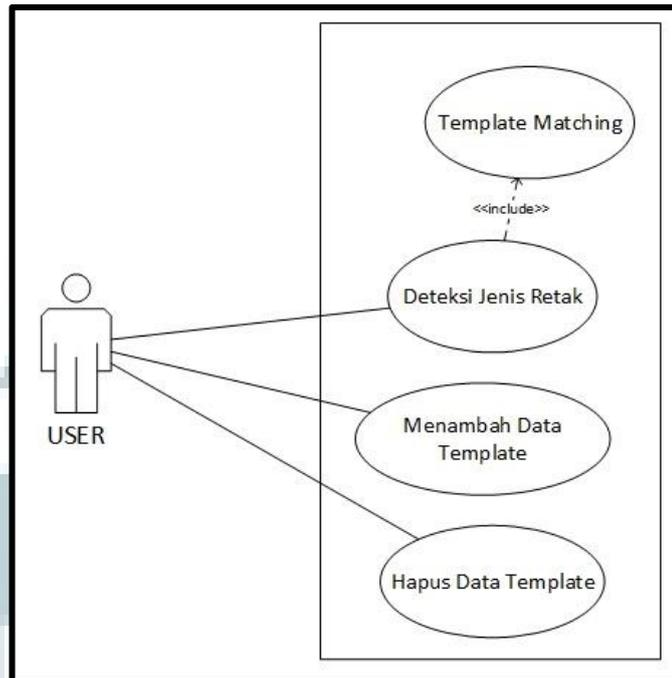 Template Matching
<<include>>
Deteksi Jenis Retak
USER
Menambah Data
Template
Hapus Data Template